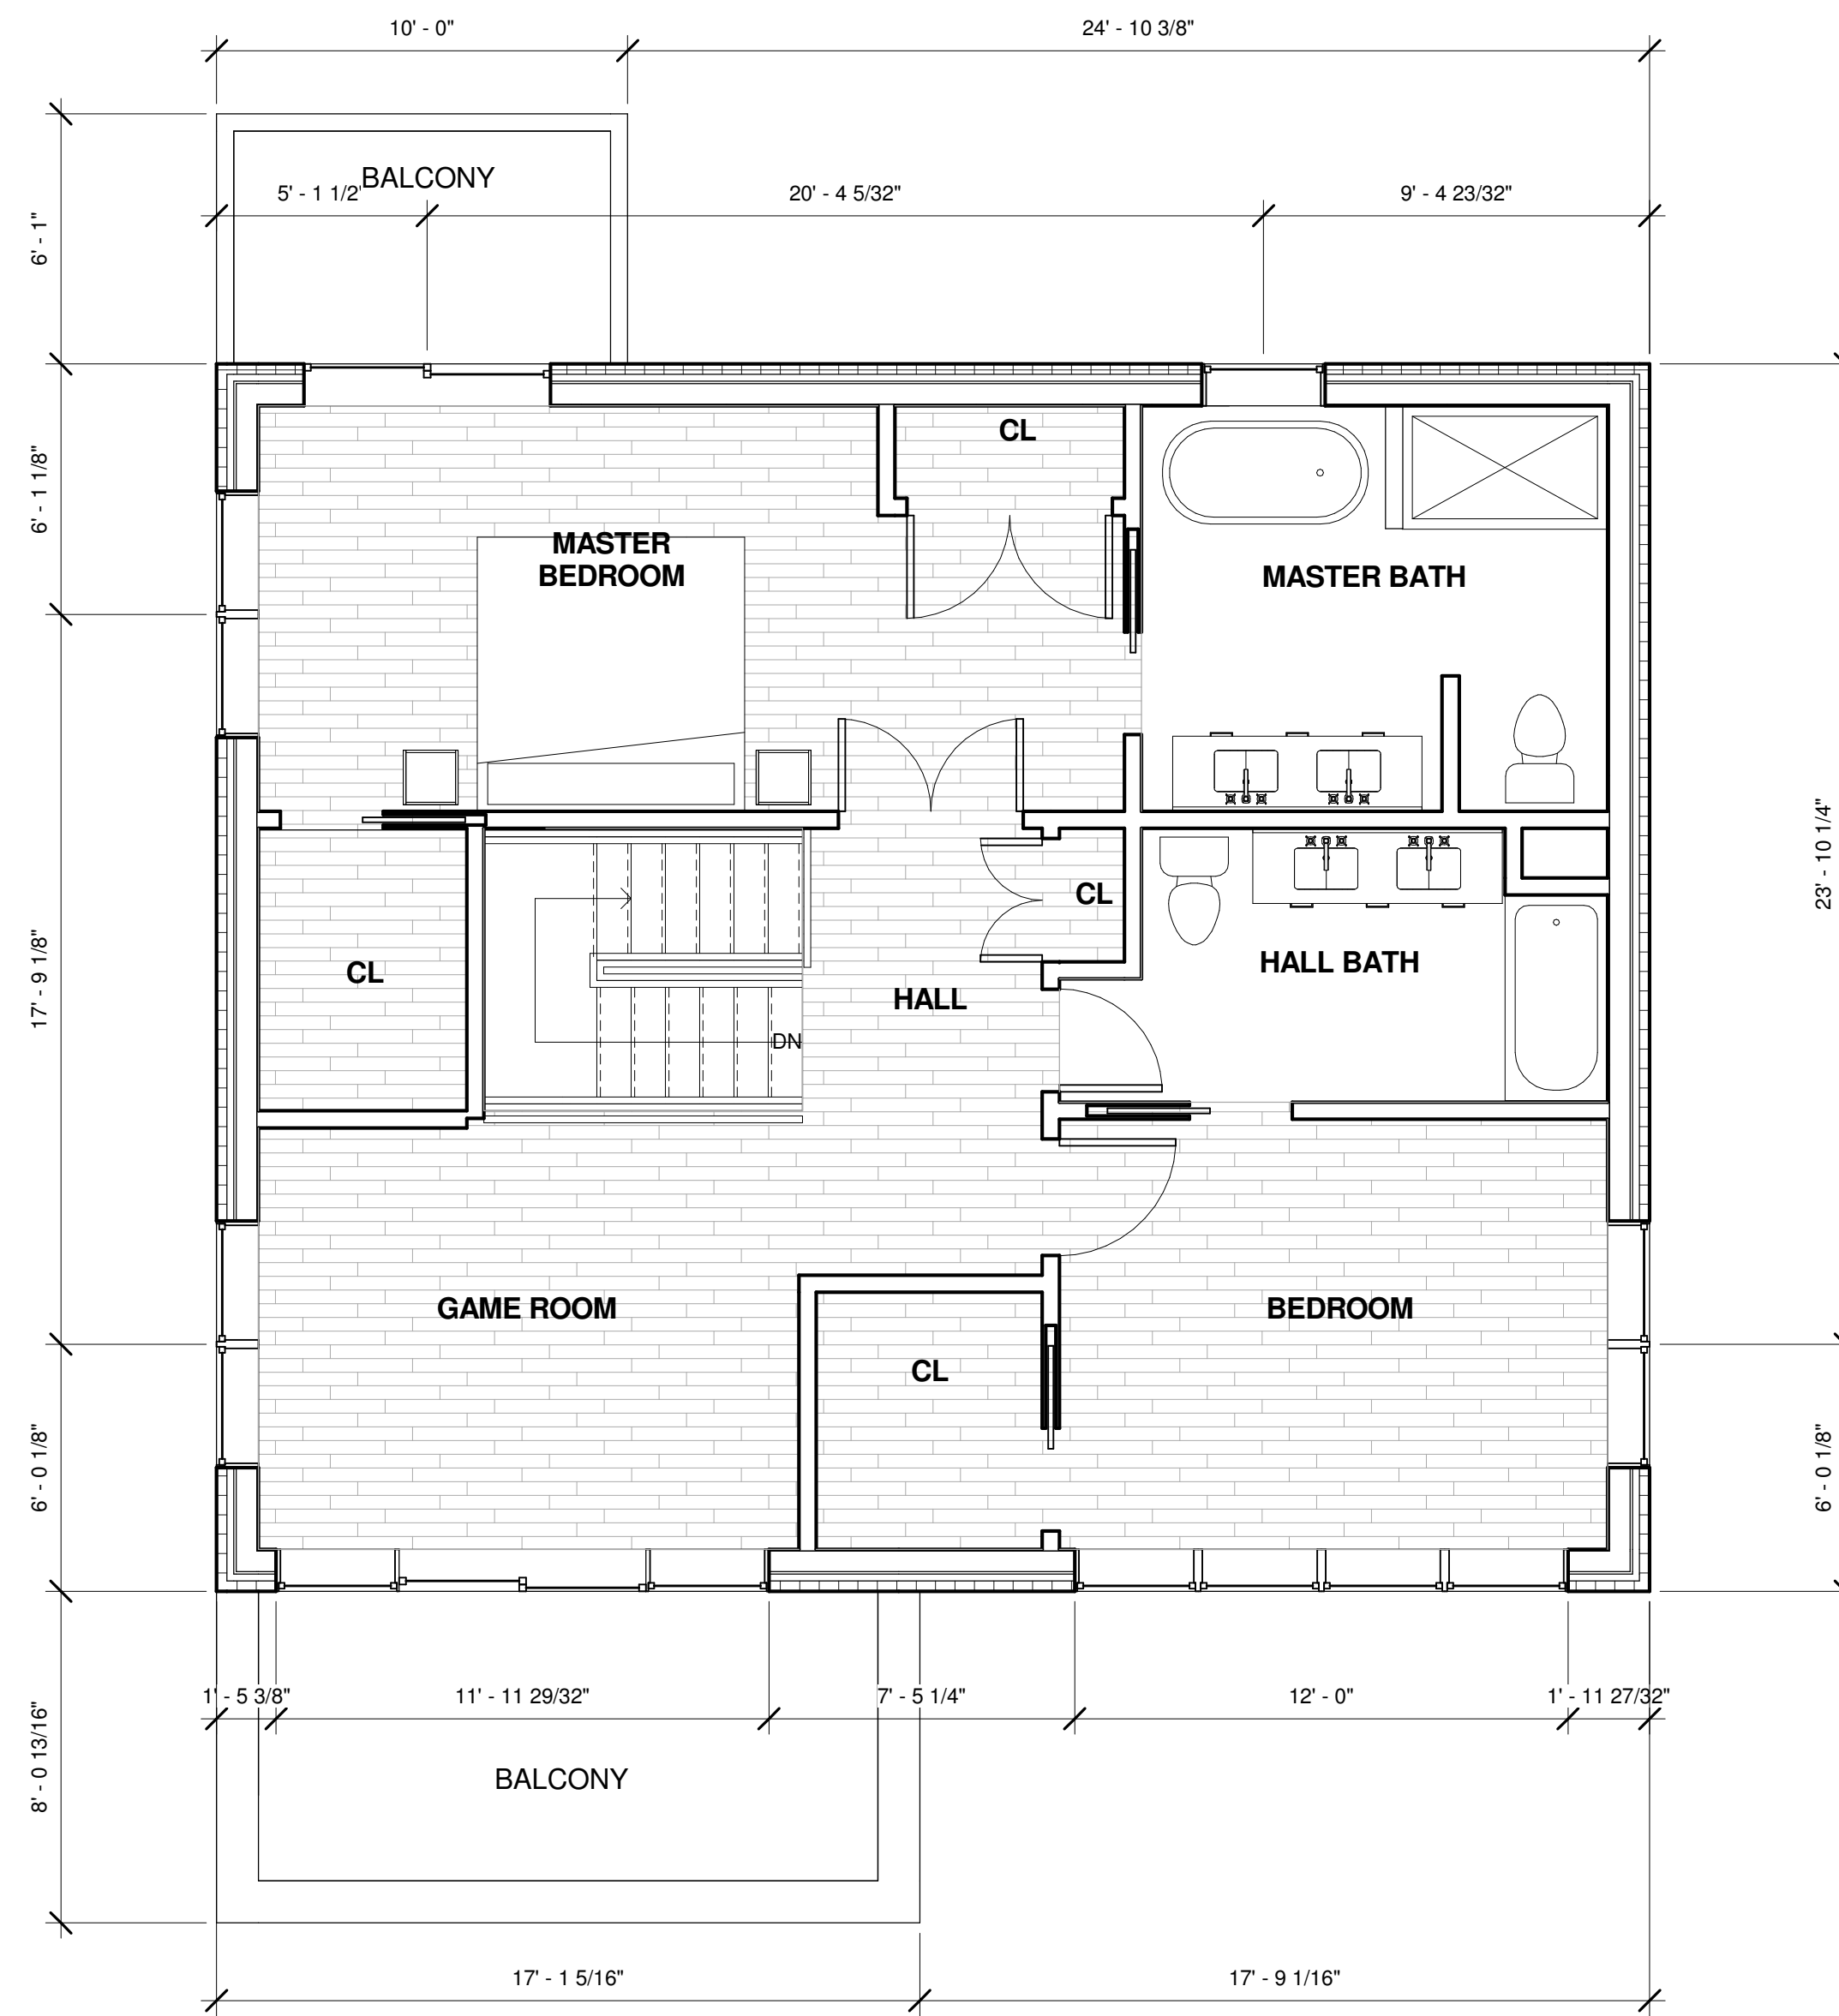 10' - 0"
24' - 10 3/8"
BALCONY
5' - 1 1/2'
20' - 4 5/32"
9' - 4 23/32"
6' - 1"
6' - 1 1/8"
17' - 9 1/8"
6' - 0 1/8"
8' - 0 13/16"
CL
MASTER
BEDROOM
MASTER BATH
CL
CL
HALL BATH
HALL
DN
GAME ROOM
BEDROOM
CL
23' - 10 1/4"
6' - 0 1/8"
1' - 5 3/8"
11' - 11 29/32"
7' - 5 1/4"
12' - 0"
1' - 11 27/32"
BALCONY
17' - 1 5/16"
17' - 9 1/16"